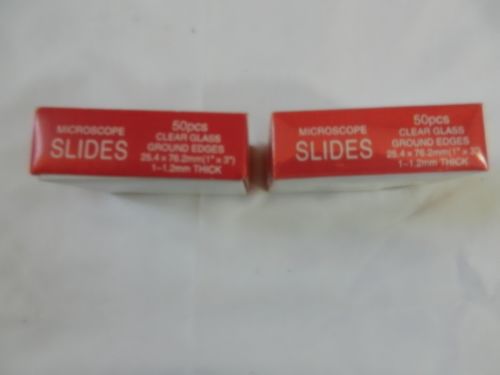 MICROSCOPE
SLIDES
50pcs
CLEAR GLASS
GROUND EDGES
25.4 x 76.2mm(1" x 3")
1-1.2mm THICK
MICROSCOPE
SLIDES
50pcs
CLEAR GLASS
GROUND EDGES
25.4 x 76.2mm(1" x 3")
1-1.2mm THICK